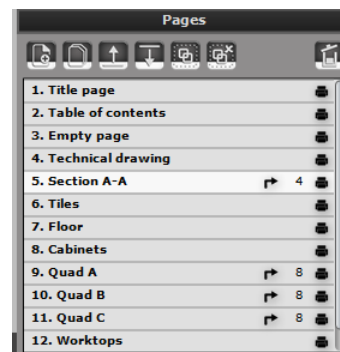 Pages
1. Title page
2. Table of contents
3. Empty page
4. Technical drawing
5. Section A-A 4
6. Tiles
7. Floor
8. Cabinets
9. Quad A 8
10. Quad B 8
11. Quad C 8
12. Worktops